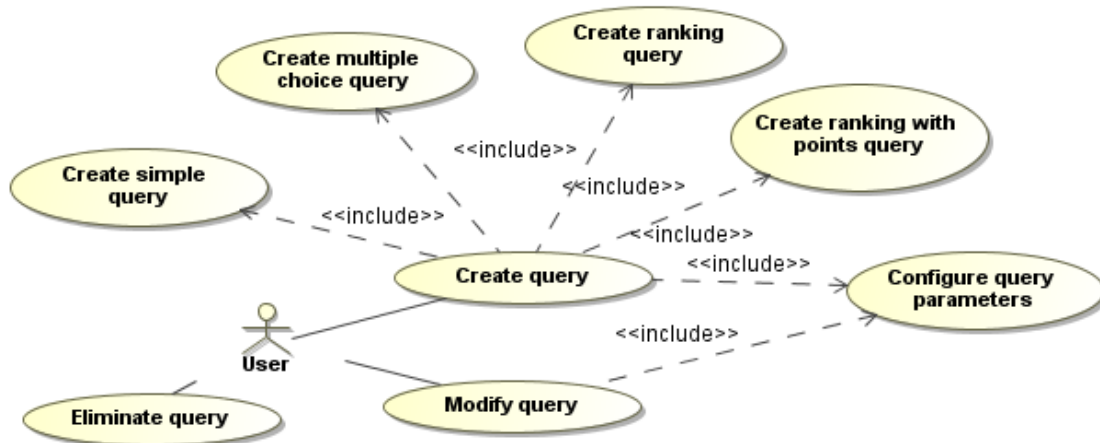 Create ranking
query
Create multiple
choice query
Create ranking with
points query
<<include>>
Create simple
query
<<include>>
<<include>>
<<include>>
<<include>>
Create query
Configure query
parameters
<<include>>
User
Modify query
Eliminate query